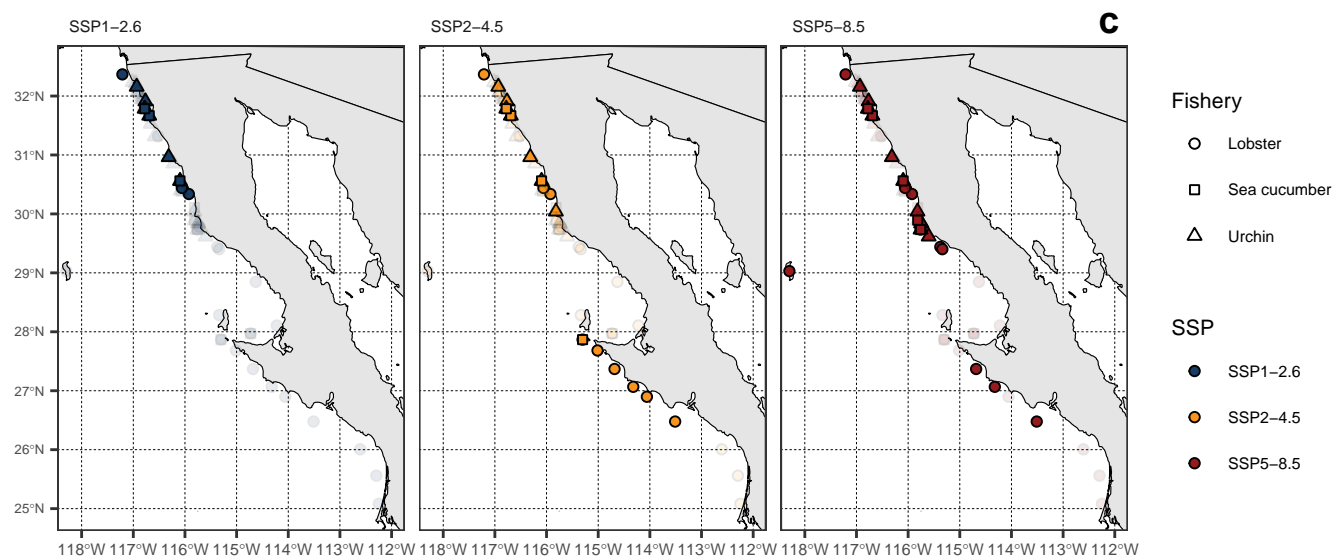 SSP1−2.6
SSP2−4.5
SSP5−8.5
C
32°N
31°N
30°N
29°N
28°N
27°N
26°N
25°N
118°W 117°W 116°W 115°W 114°W 113°W 112°W
118°W 117°W 116°W 115°W 114°W 113°W 112°W
118°W 117°W 116°W 115°W 114°W 113°W 112°W
Fishery
Lobster
Sea cucumber
Urchin
SSP
SSP1−2.6
SSP2−4.5
SSP5−8.5